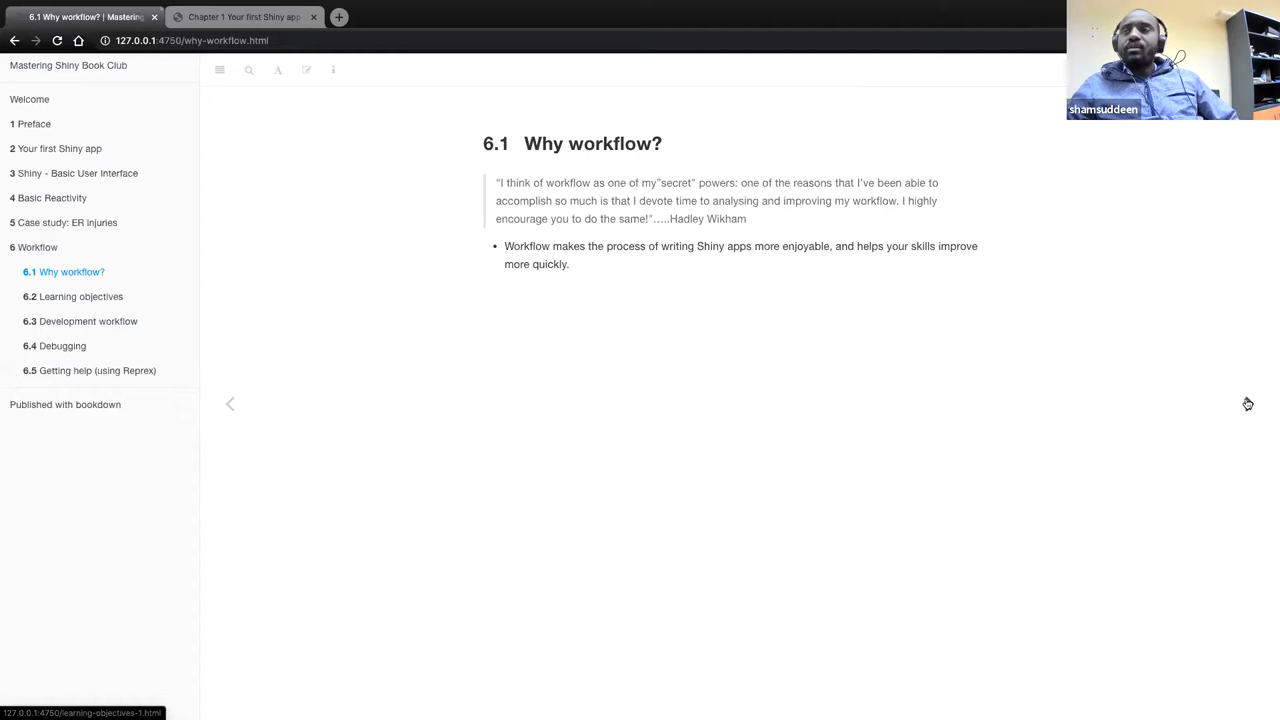 6.1 Why workflow? | Mastering
Chapter 1 Your first Shiny app
127.0.0.1:4750/why-workflow.html
shamsuddeen
Mastering Shiny Book Club
Welcome
1 Preface
2 Your first Shiny app
3 Shiny - Basic User Interface
4 Basic Reactivity
5 Case study: ER injuries
6 Workflow
6.1 Why workflow?
6.2 Learning objectives
6.3 Development workflow
6.4 Debugging
6.5 Getting help (using Reprex)
Published with bookdown
6.1 Why workflow?
“I think of workflow as one of my”secret" powers: one of the reasons that I've been able to
accomplish so much is that I devote time to analysing and improving my workflow. I highly
encourage you to do the same!"…..Hadley Wikham
• Workflow makes the process of writing Shiny apps more enjoyable, and helps your skills improve
more quickly.
127.0.0.1:4750/learning-objectives-1.html